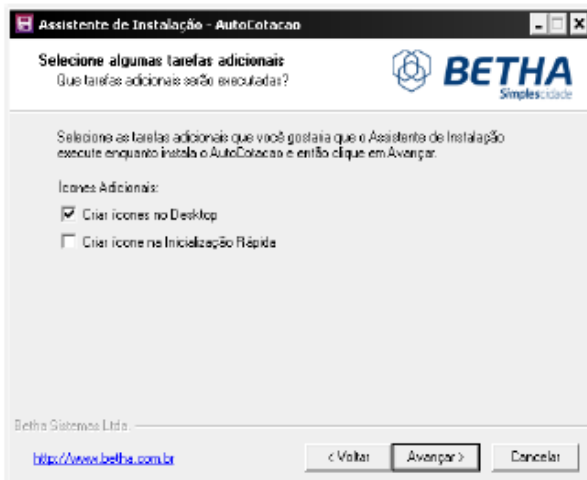 Assistente de Instalação - AutoCotacao
Selecione algumas tarefas adicionais
Que tarefas adicionais serão executadas?
BETHA
Simplescidade
Selecione as tarefas adicionais que você gostaria que o Assistente de Instalação
execute enquanto instala o AutoCotacao e então clique em Avançar.
Ícones Adicionais:
Criar ícones no Desktop
Criar ícone na Inicialização Rápida
Betha Sistemas Ltda.
http://www.betha.com.br
< Voltar
Avançar >
Cancelar